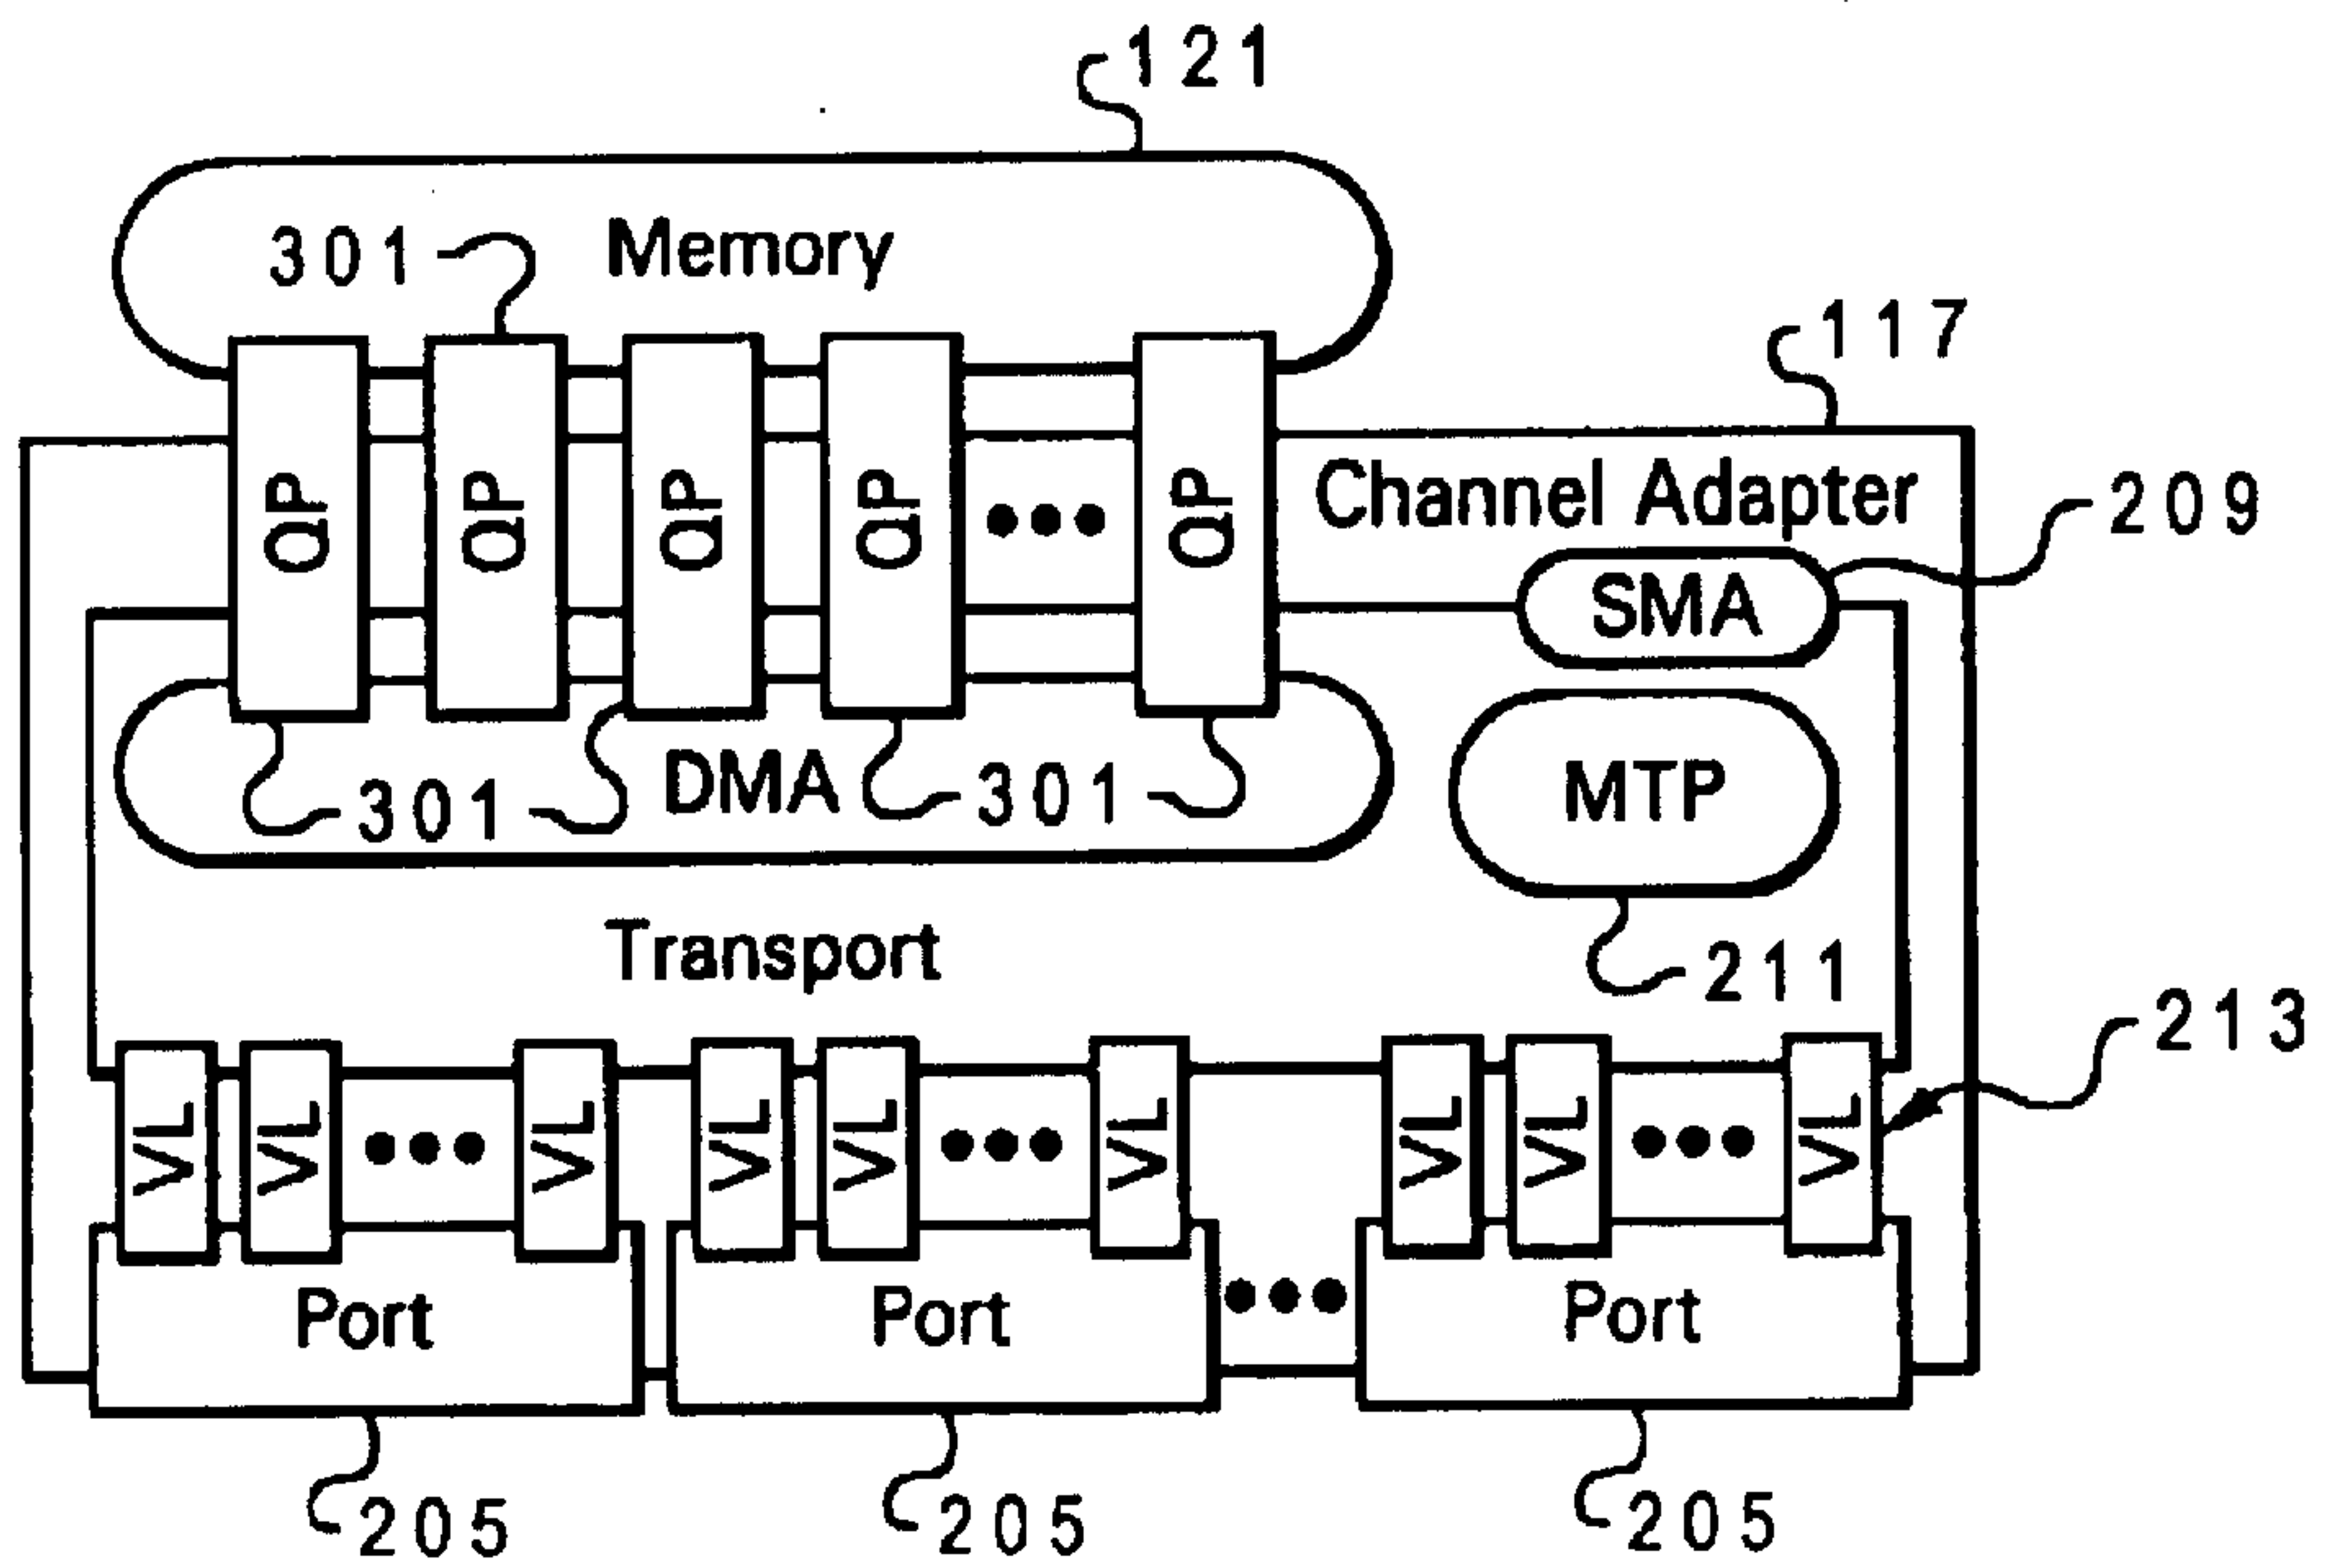 121
301 Memory
117
QP QP QP QP QP Channel Adapter
209
SMA
301 DMA 301 MTP
Transport 211
213
VL VL VL VL VL VL VL VL VL
Port Port Port
205 205 205